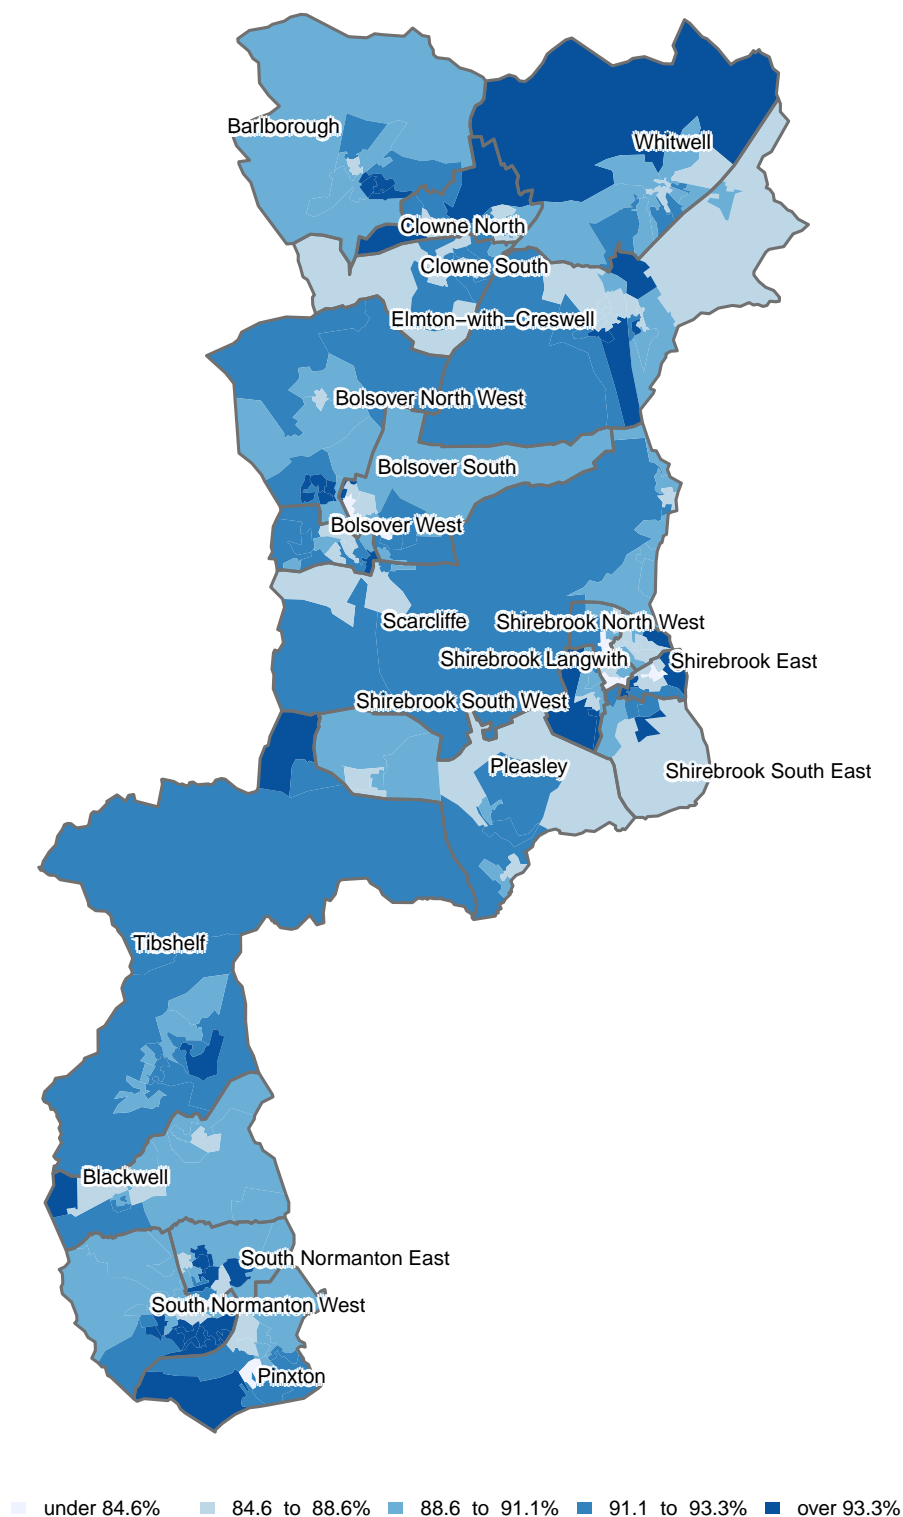 Barlborough
Whitwell
Clowne North
Clowne South
Elmton−with−Creswell
Bolsover North West
Bolsover South
Bolsover West
Scarcliffe
Shirebrook North West
Shirebrook Langwith
Shirebrook East
Shirebrook South West
Pleasley
Shirebrook South East
Tibshelf
Blackwell
South Normanton East
South Normanton West
Pinxton
under 84.6% 84.6 to 88.6% 88.6 to 91.1% 91.1 to 93.3% over 93.3%